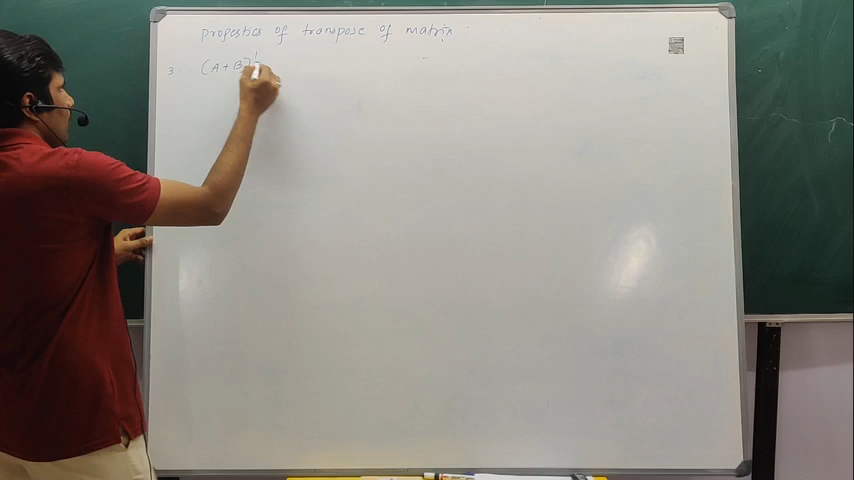 properties of transpose of matrix
3. (A+B)' =